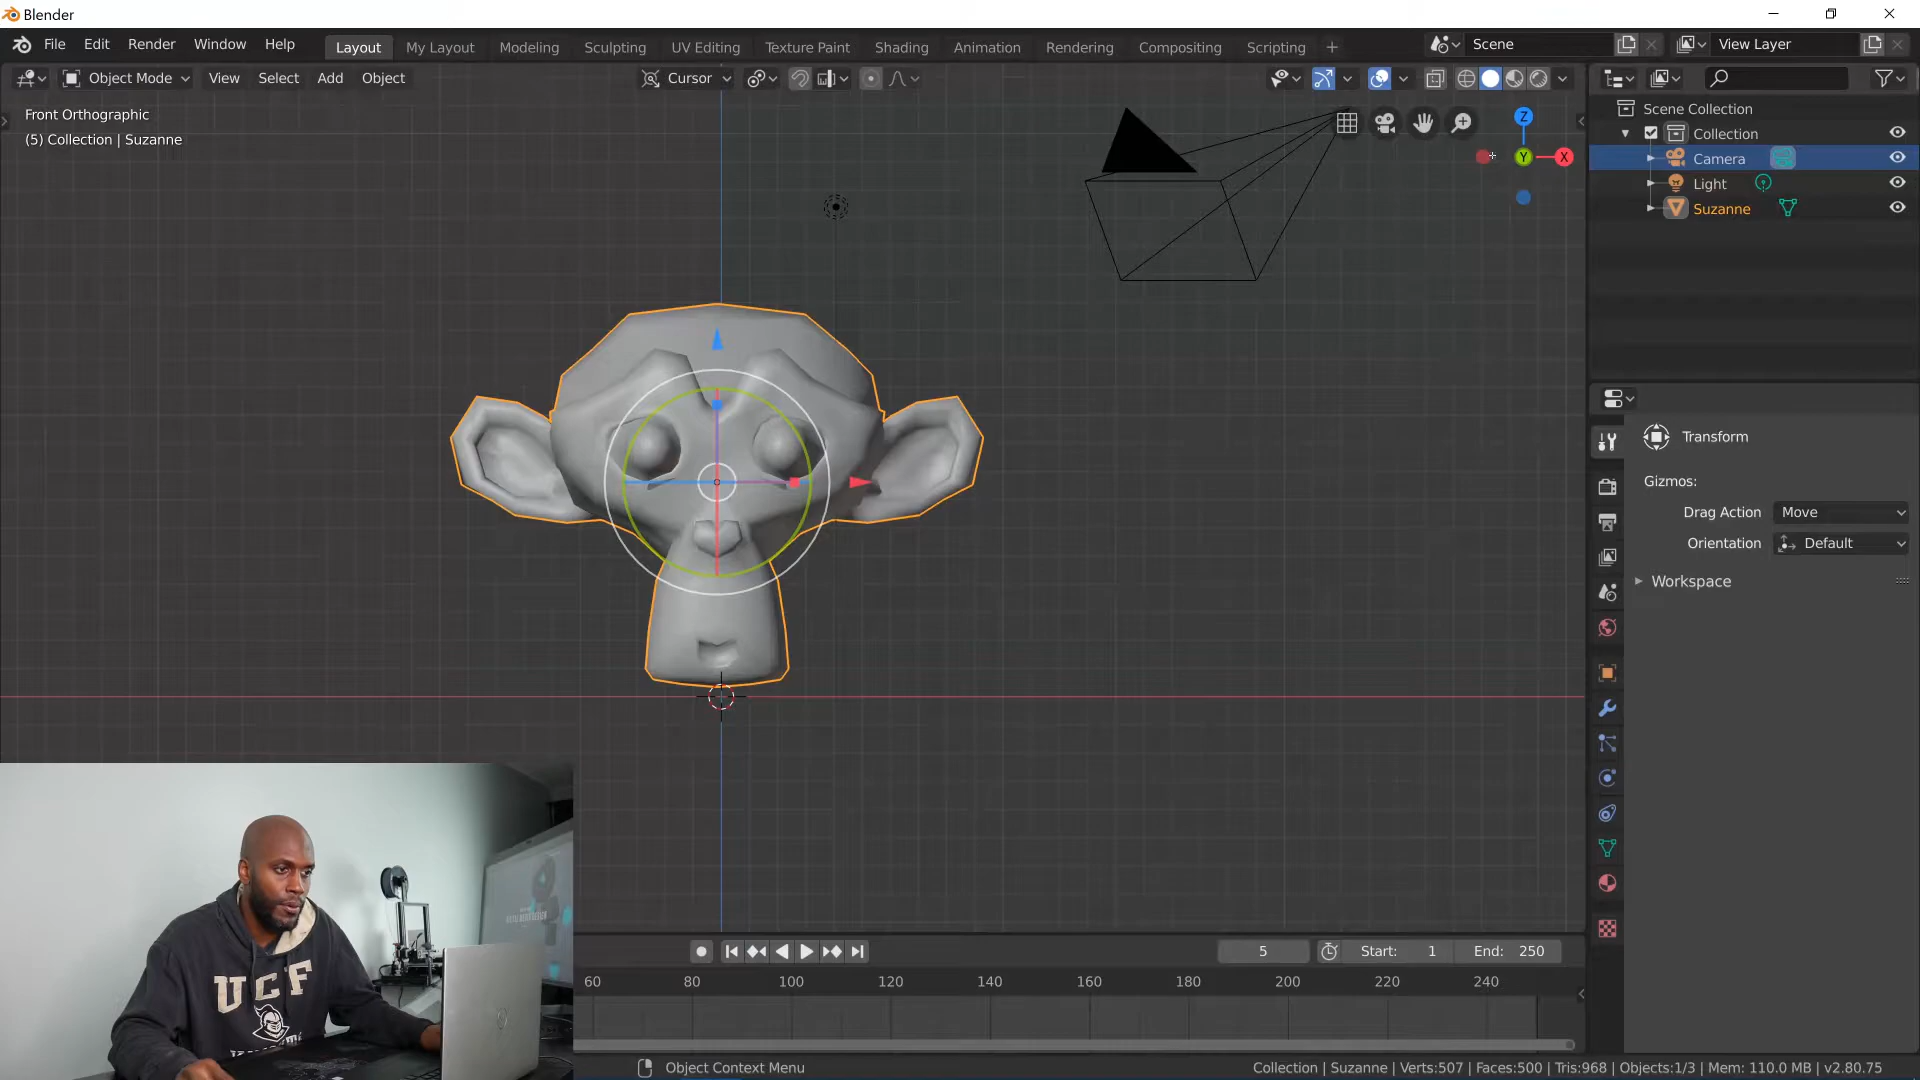 Blender
File Edit Render Window Help Layout My Layout Modeling Sculpting UV Editing Texture Paint Shading Animation Rendering Compositing Scripting + Scene View Layer
Object Mode View Select Add Object Cursor
Front Orthographic
(5) Collection | Suzanne
Z
Y
X
Scene Collection
Collection
Camera
Light
Suzanne
Transform
Gizmos:
Drag Action Move
Orientation Default
Workspace
5 Start: 1 End: 250
60 80 100 120 140 160 180 200 220 240
UCF
Object Context Menu
Collection | Suzanne | Verts:507 | Faces:500 | Tris:968 | Objects:1/3 | Mem: 110.0 MB | v2.80.75